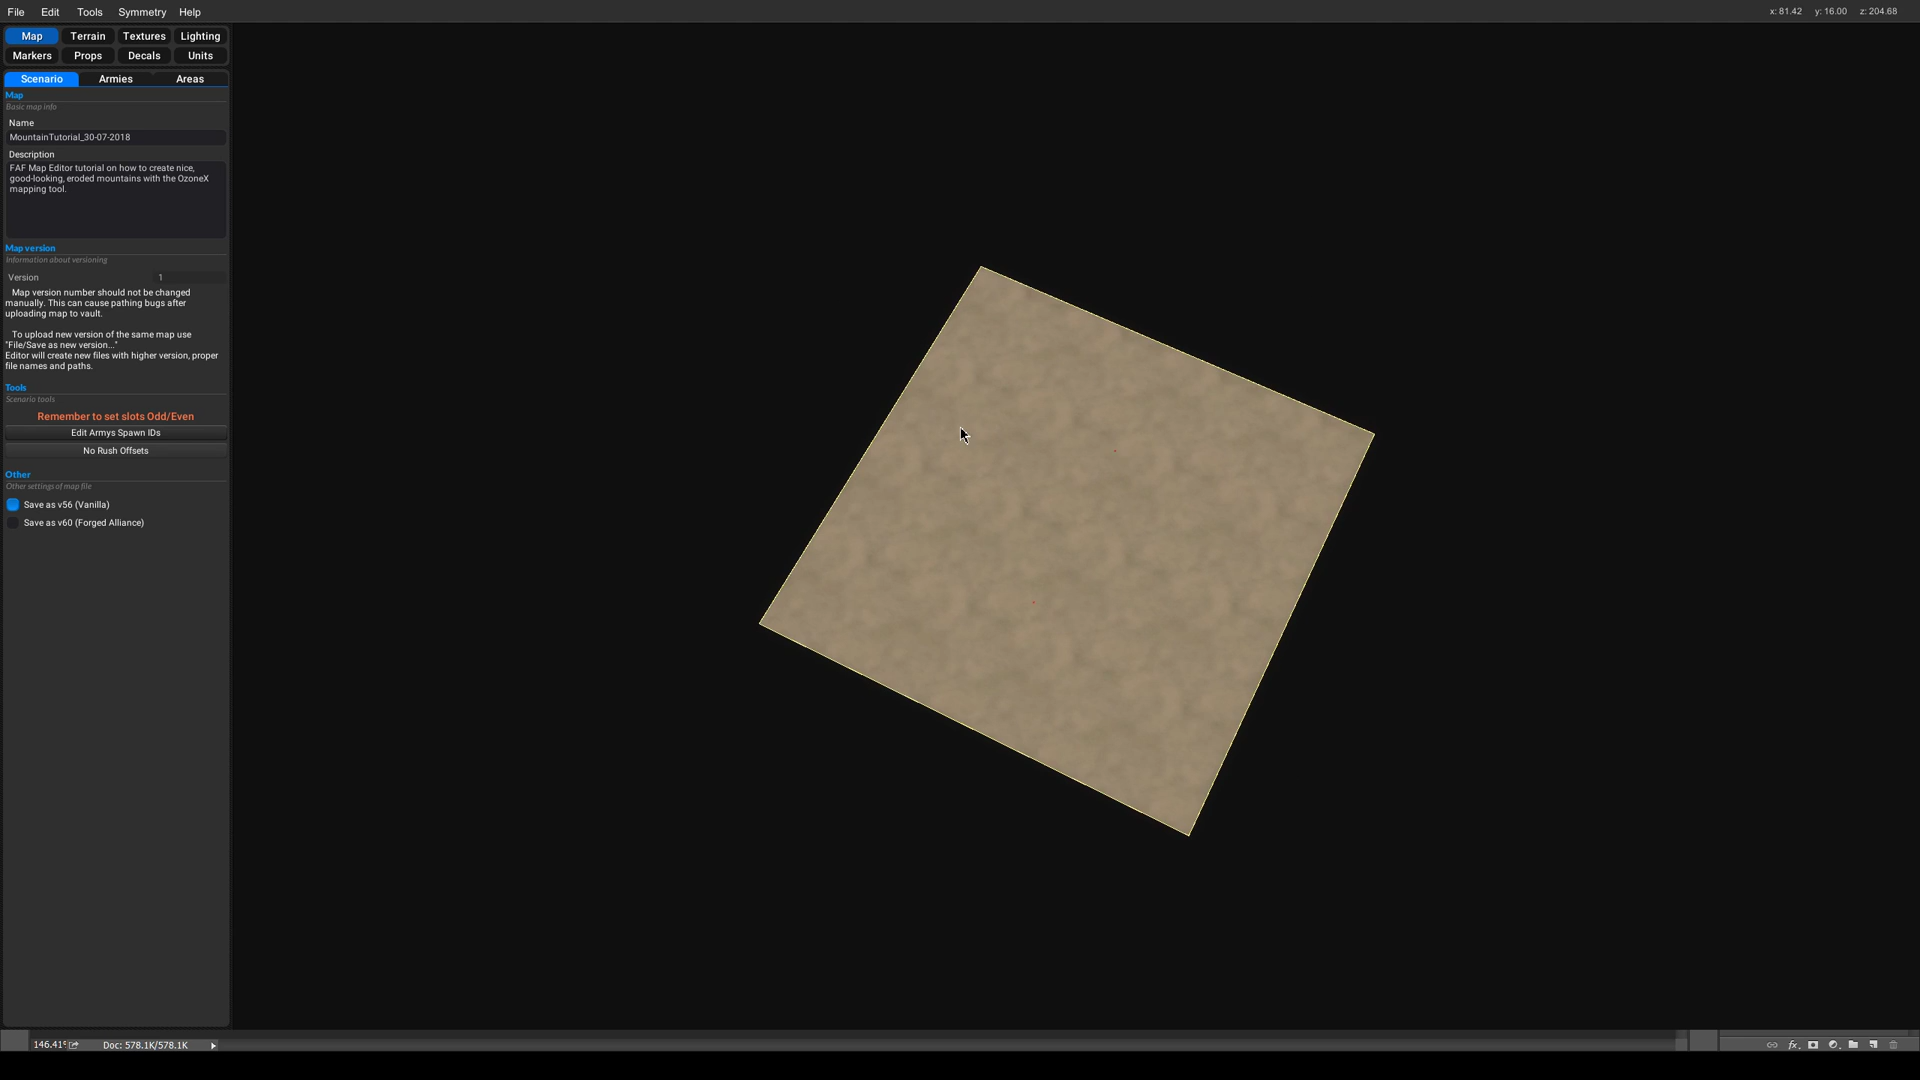 File Edit Tools Symmetry Help
x: 81.42 y: 16.00 z: 204.68
Map Terrain Textures Lighting
Markers Props Decals Units
Scenario Armies Areas
Map
Basic map info
Name
MountainTutorial_30-07-2018
Description
FAF Map Editor tutorial on how to create nice,
good-looking, eroded mountains with the OzoneX
mapping tool.
Map version
Information about versioning
Version 1
Map version number should not be changed
manually. This can cause pathing bugs after
uploading map to vault.
To upload new version of the same map use
"File/Save as new version..."
Editor will create new files with higher version, proper
file names and paths.
Tools
Scenario tools
Remember to set slots Odd/Even
Edit Armys Spawn IDs
No Rush Offsets
Other
Other settings of map file
Save as v56 (Vanilla)
Save as v60 (Forged Alliance)
Doc: 578.1K/578.1K
fx